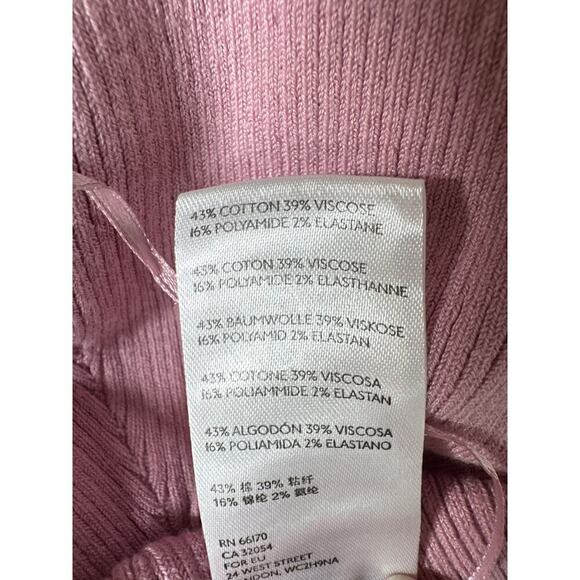 43% COTTON 39% VISCOSE
16% POLYAMIDE 2% ELASTANE
43% COTON 39% VISCOSE
16% POLYAMIDE 2% ELASTHANNE
43% BAUMWOLLE 39% VISKOSE
16% POLYAMID 2% ELASTAN
43% COTONE 39% VISCOSA
16% POLIAMMIDE 2% ELASTAN
43% ALGODÓN 39% VISCOSA
16% POLIAMIDA 2% ELASTANO
43% 棉 39% 粘纤
16% 锦纶 2% 氨纶
RN 66170
CA 32054
FOR EU
24 WEST STREET
LONDON, WC2H9NA